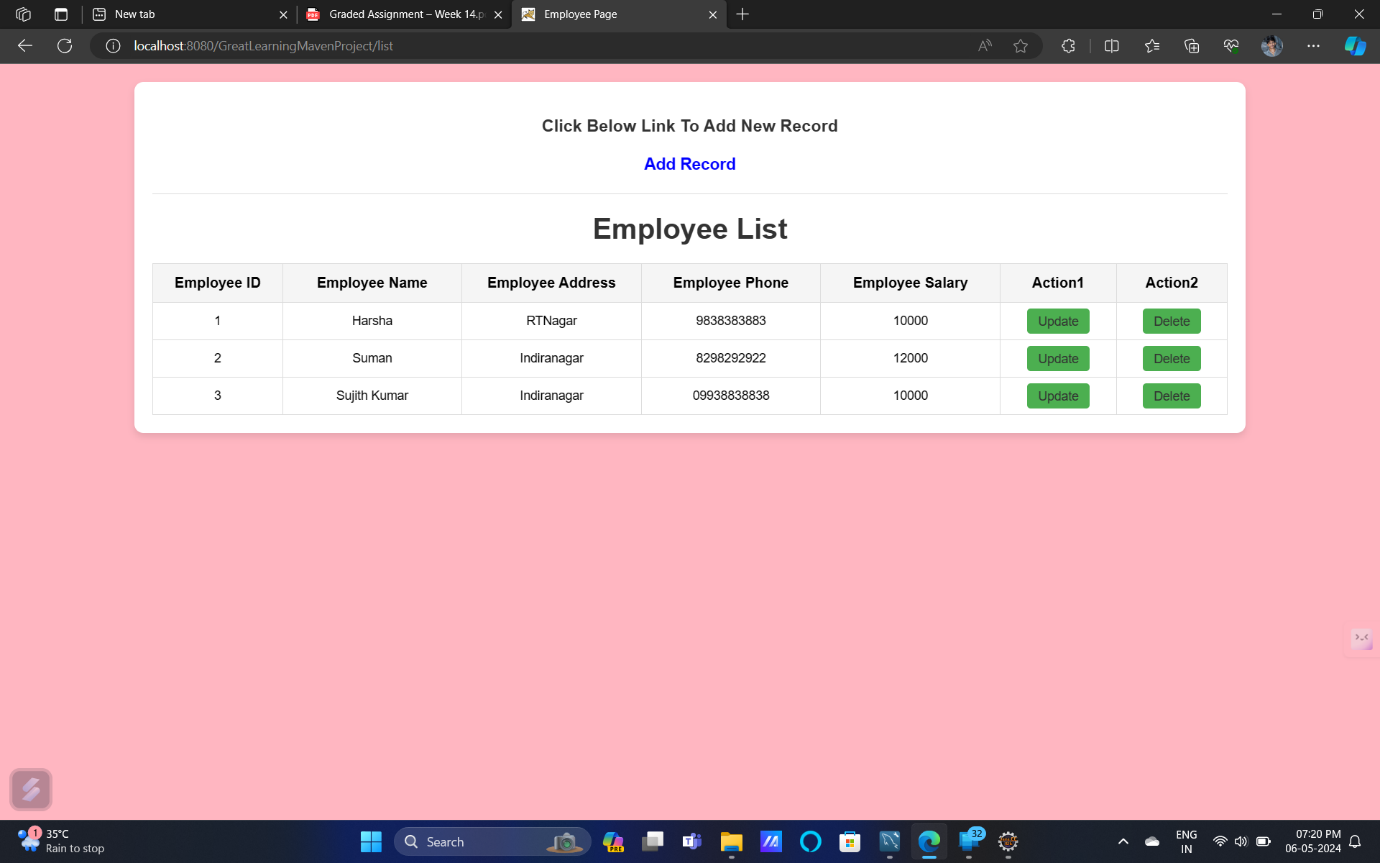 New tab
Graded Assignment – Week 14.p
Employee Page
localhost:8080/GreatLearningMavenProject/list
Click Below Link To Add New Record
Add Record
Employee List
Employee ID Employee Name Employee Address Employee Phone Employee Salary Action1 Action2
1 Harsha RTNagar 9838383883 10000 Update Delete
2 Suman Indiranagar 8298292922 12000 Update Delete
3 Sujith Kumar Indiranagar 09938838838 10000 Update Delete
1
35°C
Rain to stop
Search
PRE
32
ENG
IN
07:20 PM
06-05-2024